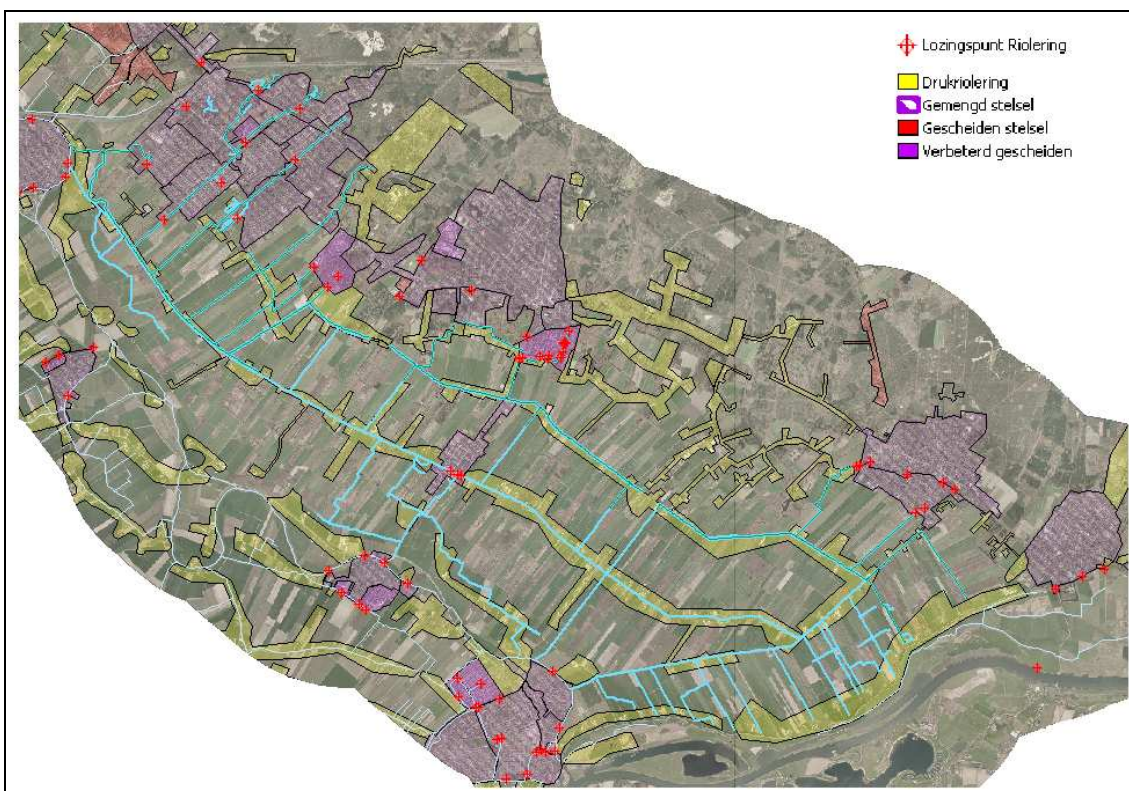 Lozingspunt Riolering
Drukriolering
Gemengd stelsel
Gescheiden stelsel
Verbeterd gescheiden